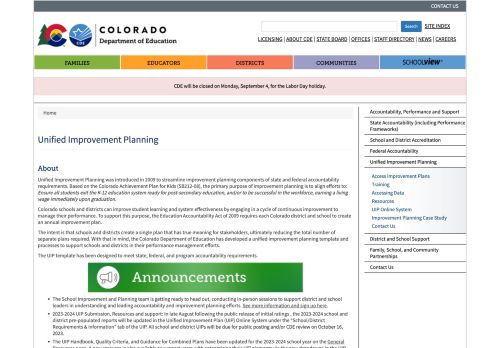 CONTACT US
COLORADO
Department of Education
CDE
Search
SITE INDEX
LICENSING | ABOUT CDE | STATE BOARD | OFFICES | STAFF DIRECTORY | NEWS | CAREERS
FAMILIES
EDUCATORS
DISTRICTS
COMMUNITIES
SCHOOLVIEW
CDE will be closed on Monday, September 4, for the Labor Day holiday.
Home
Unified Improvement Planning
About
Unified Improvement Planning was introduced in 2009 to streamline improvement planning components of state and federal accountability
requirements. Based on the Colorado Achievement Plan for Kids (SB212-08), the primary purpose of improvement planning is to align efforts to:
Ensure all students exit the K-12 education system ready for post-secondary education, and/or to be successful in the workforce, earning a living
wage immediately upon graduation.
Colorado schools and districts can improve student learning and system effectiveness by engaging in a cycle of continuous improvement to
manage their performance. To support this purpose, the Education Accountability Act of 2009 requires each Colorado district and school to create
an annual improvement plan.
The intent is that schools and districts create a single plan that has true meaning for stakeholders, ultimately reducing the total number of
separate plans required. With that in mind, the Colorado Department of Education has developed a unified improvement planning template and
processes to support schools and districts in their performance management efforts.
The UIP template has been designed to meet state, federal, and program accountability requirements.
Announcements
• The School Improvement and Planning team is getting ready to head out, conducting in-person sessions to support district and school
leaders in understanding and leading accountability and improvement planning efforts. See more information and sign up here.
• 2023-2024 UIP Submission, Resources and support: In late August following the public release of initial ratings, the 2023-2024 school and
district pre-populated reports will be updated in the Unified Improvement Plan (UIP) Online System under the "School/District
Requirements & Information" tab of the UIP. All school and district UIPs will be due for public posting and/or CDE review on October 16,
2023.
• The UIP Handbook, Quality Criteria, and Guidance for Combined Plans have been updated for the 2023-2024 school year on the General
Accountability, Performance and Support
State Accountability (including Performance
Frameworks)
School and District Accreditation
Federal Accountability
Unified Improvement Planning
Access Improvement Plans
Training
Accessing Data
Resources
UIP Online System
Improvement Planning Case Study
Contact Us
District and School Support
Family, School, and Community
Partnerships
Contact Us